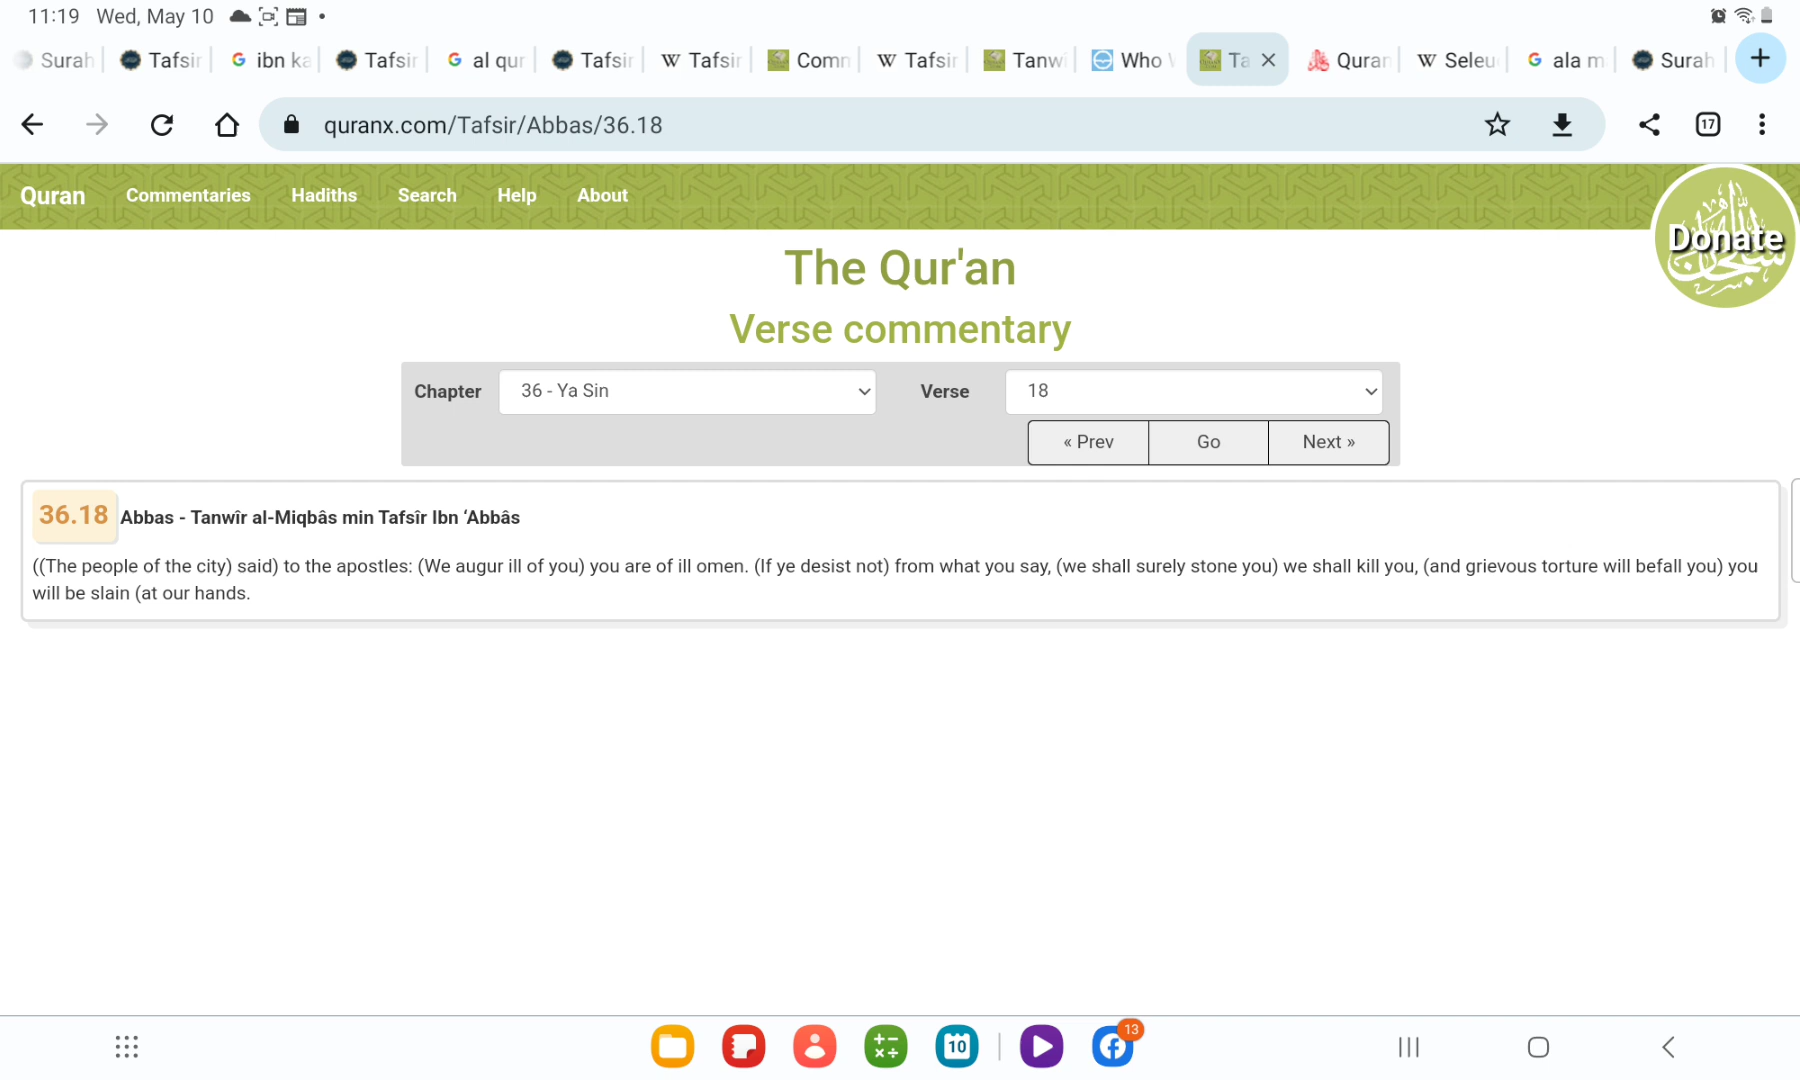 11:19 Wed, May 10
Surah Tafsir ibn ka Tafsir al qur Tafsir Tafsir Comm Tafsir Tanwi Who Ta Quran Seleu ala m Surah
quranx.com/Tafsir/Abbas/36.18 17
Quran Commentaries Hadiths Search Help About
Donate
The Qur'an
Verse commentary
Chapter 36 - Ya Sin Verse 18
« Prev Go Next »
36.18 Abbas - Tanwîr al-Miqbâs min Tafsîr Ibn ‘Abbâs
((The people of the city) said) to the apostles: (We augur ill of you) you are of ill omen. (If ye desist not) from what you say, (we shall surely stone you) we shall kill you, (and grievous torture will befall you) you
will be slain (at our hands.
10 13